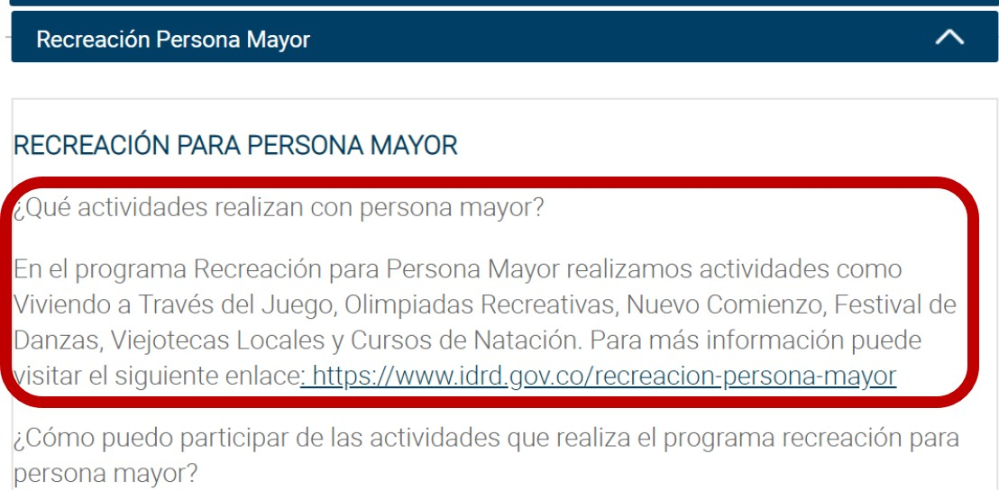 Recreación Persona Mayor
RECREACIÓN PARA PERSONA MAYOR
¿Qué actividades realizan con persona mayor?
En el programa Recreación para Persona Mayor realizamos actividades como
Viviendo a Través del Juego, Olimpiadas Recreativas, Nuevo Comienzo, Festival de
Danzas, Viejotecas Locales y Cursos de Natación. Para más información puede
visitar el siguiente enlace: https://www.idrd.gov.co/recreacion-persona-mayor
¿Cómo puedo participar de las actividades que realiza el programa recreación para
persona mayor?